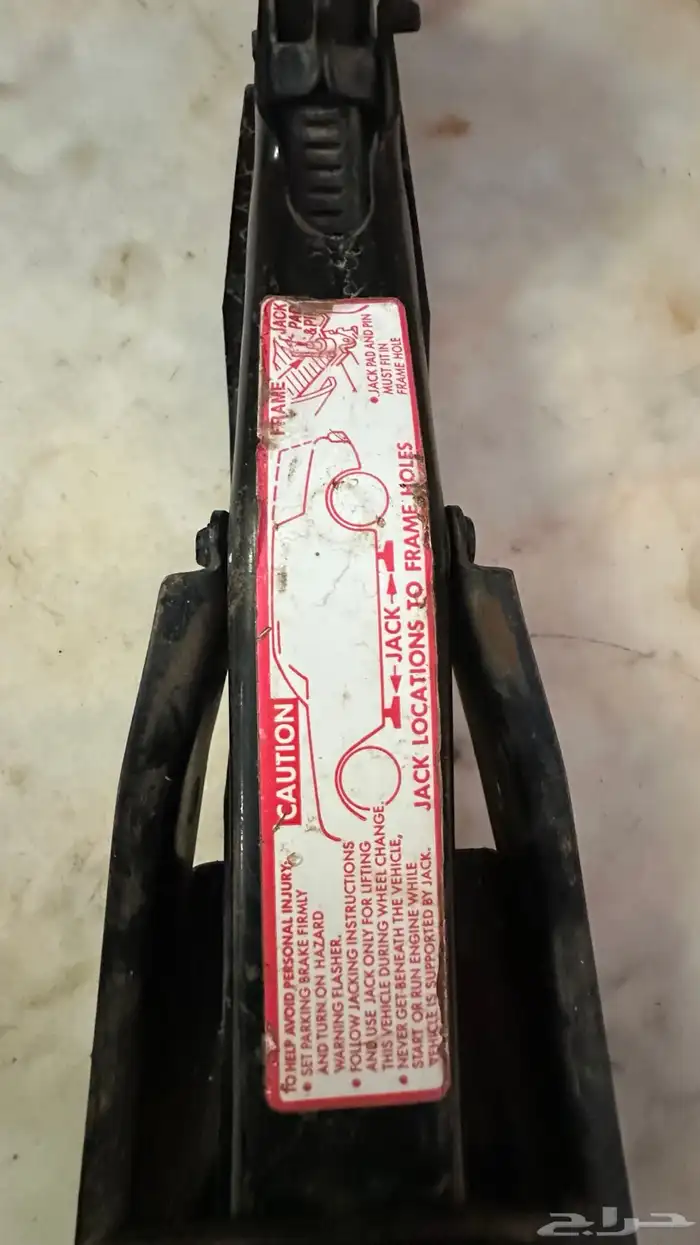 CAUTION
TO HELP AVOID PERSONAL INJURY:
• SET PARKING BRAKE FIRMLY
AND TURN ON HAZARD
WARNING FLASHER.
• FOLLOW JACKING INSTRUCTIONS
AND USE JACK ONLY FOR LIFTING
THIS VEHICLE DURING WHEEL CHANGE.
• NEVER GET BENEATH THE VEHICLE,
START OR RUN ENGINE WHILE
VEHICLE IS SUPPORTED BY JACK.
JACK
JACK LOCATIONS TO FRAME HOLES
FRAME
JACK
PAD
& PIN
• JACK PAD AND PIN
MUST FIT IN
FRAME HOLE
حراج